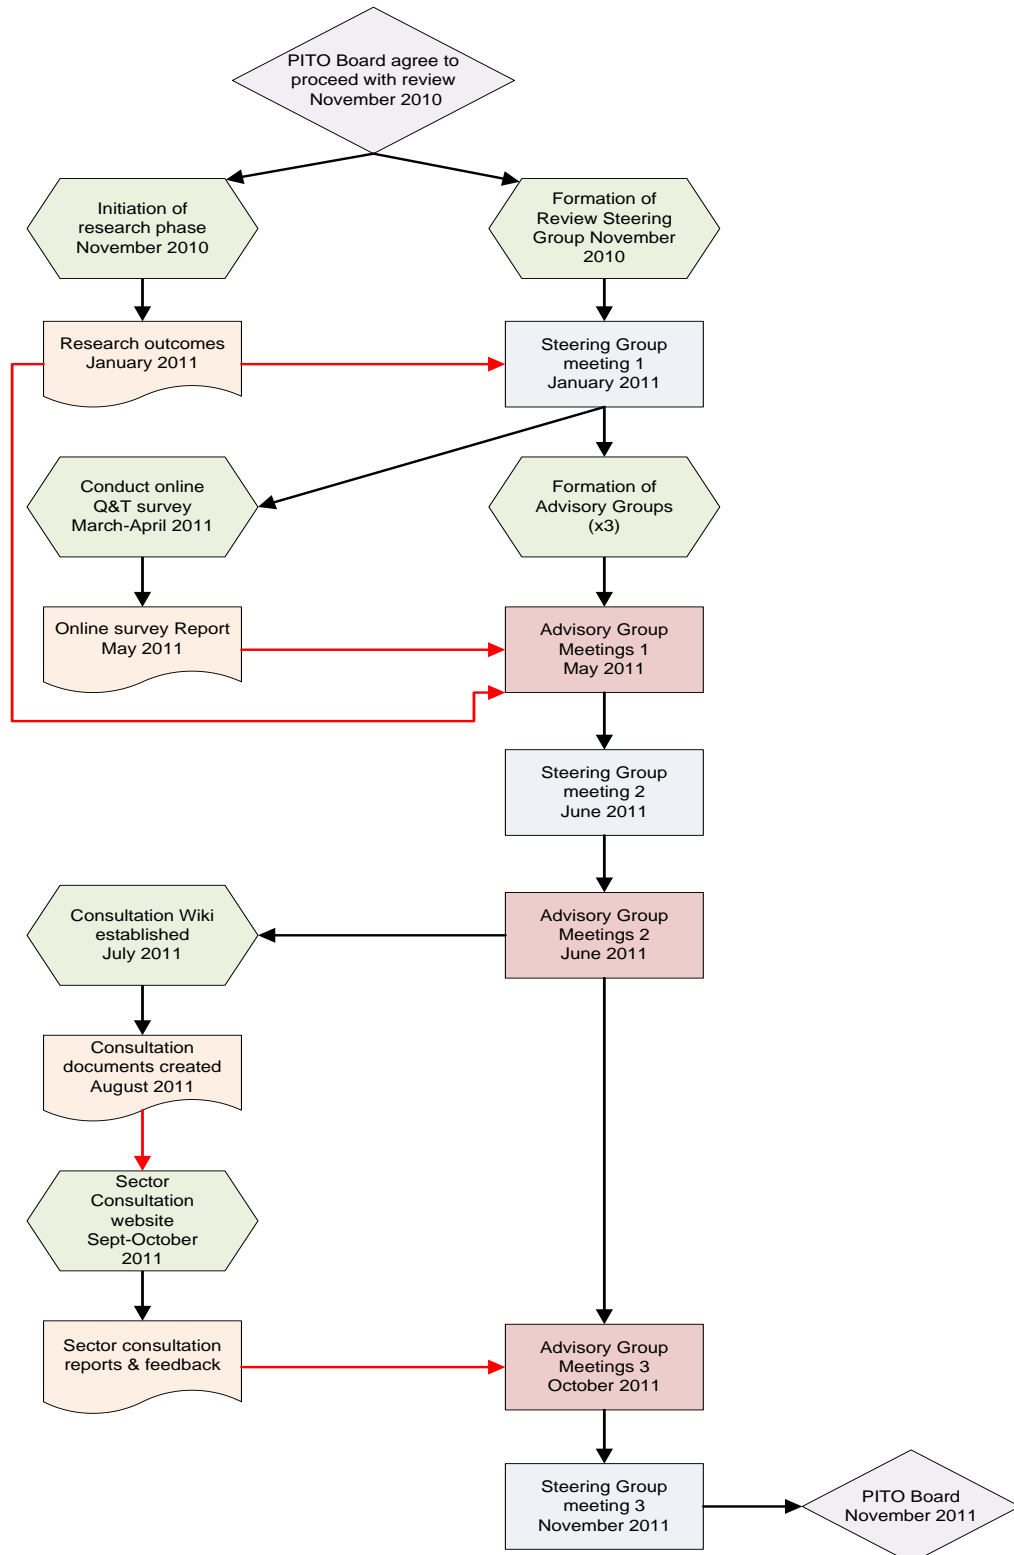 PITO Board agree to
proceed with review
November 2010
Initiation of
research phase
November 2010
Formation of
Review Steering
Group November
2010
Research outcomes
January 2011
Steering Group
meeting 1
January 2011
Conduct online
Q&T survey
March-April 2011
Formation of
Advisory Groups
(x3)
Online survey Report
May 2011
Advisory Group
Meetings 1
May 2011
Steering Group
meeting 2
June 2011
Consultation Wiki
established
July 2011
Advisory Group
Meetings 2
June 2011
Consultation
documents created
August 2011
Sector
Consultation
website
Sept-October
2011
Sector consultation
reports & feedback
Advisory Group
Meetings 3
October 2011
Steering Group
meeting 3
November 2011
PITO Board
November 2011